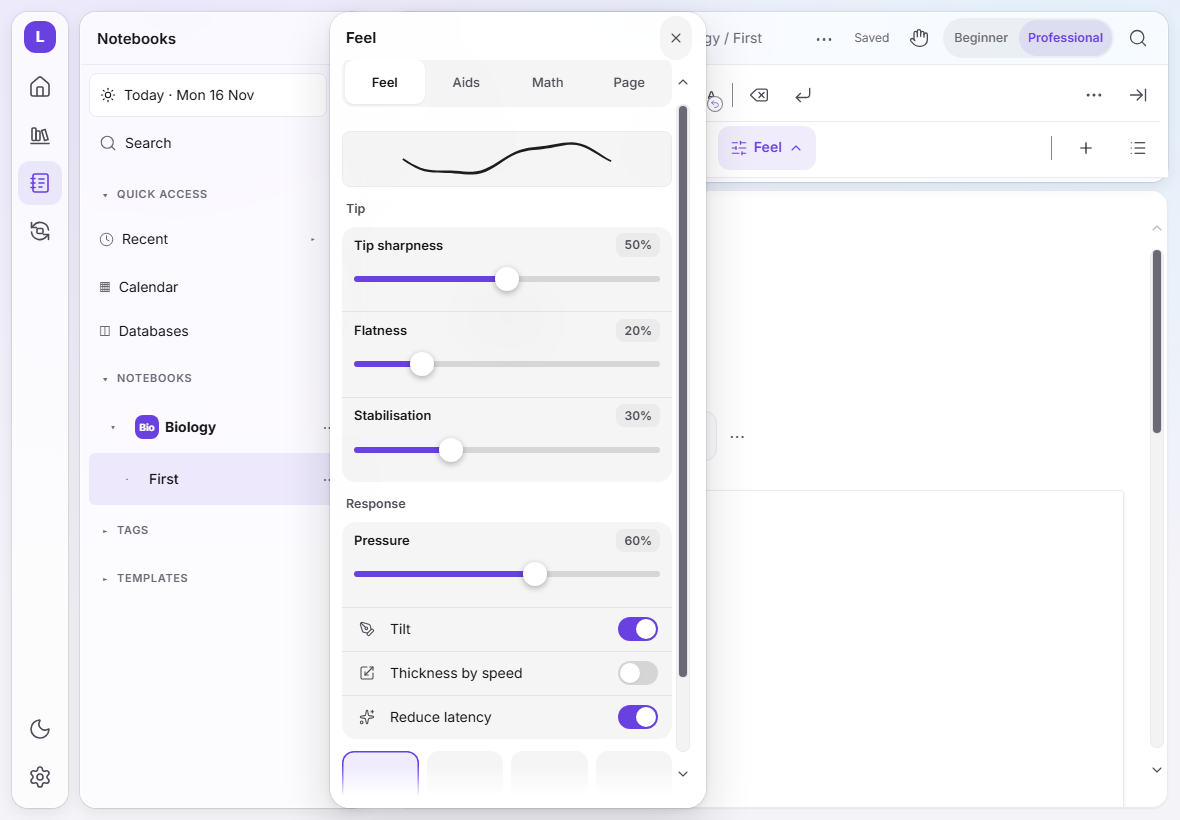 L
Notebooks
Today · Mon 16 Nov
Search
QUICK ACCESS
Recent
Calendar
Databases
NOTEBOOKS
Bio Biology
First
TAGS
TEMPLATES
Feel
Feel Aids Math Page
Tip
Tip sharpness 50%
Flatness 20%
Stabilisation 30%
Response
Pressure 60%
Tilt
Thickness by speed
Reduce latency
gy / First
Saved
Beginner Professional
Feel